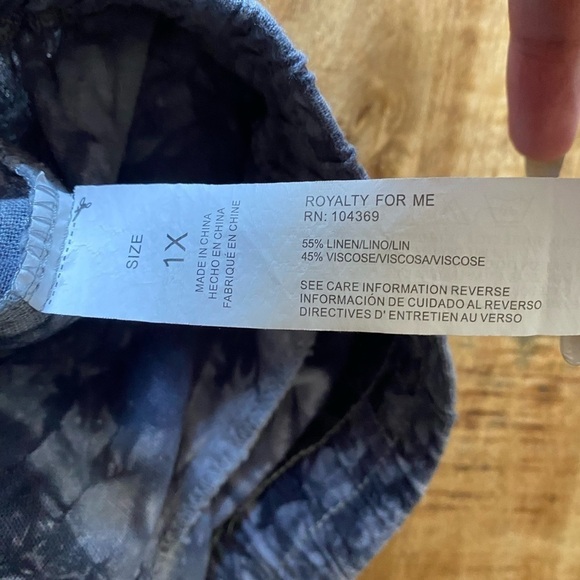 SIZE
1X
MADE IN CHINA
HECHO EN CHINA
FABRIQUÉ EN CHINE
ROYALTY FOR ME
RN: 104369
55% LINEN/LINO/LIN
45% VISCOSE/VISCOSA/VISCOSE
SEE CARE INFORMATION REVERSE
INFORMACIÓN DE CUIDADO AL REVERSO
DIRECTIVES D' ENTRETIEN AU VERSO